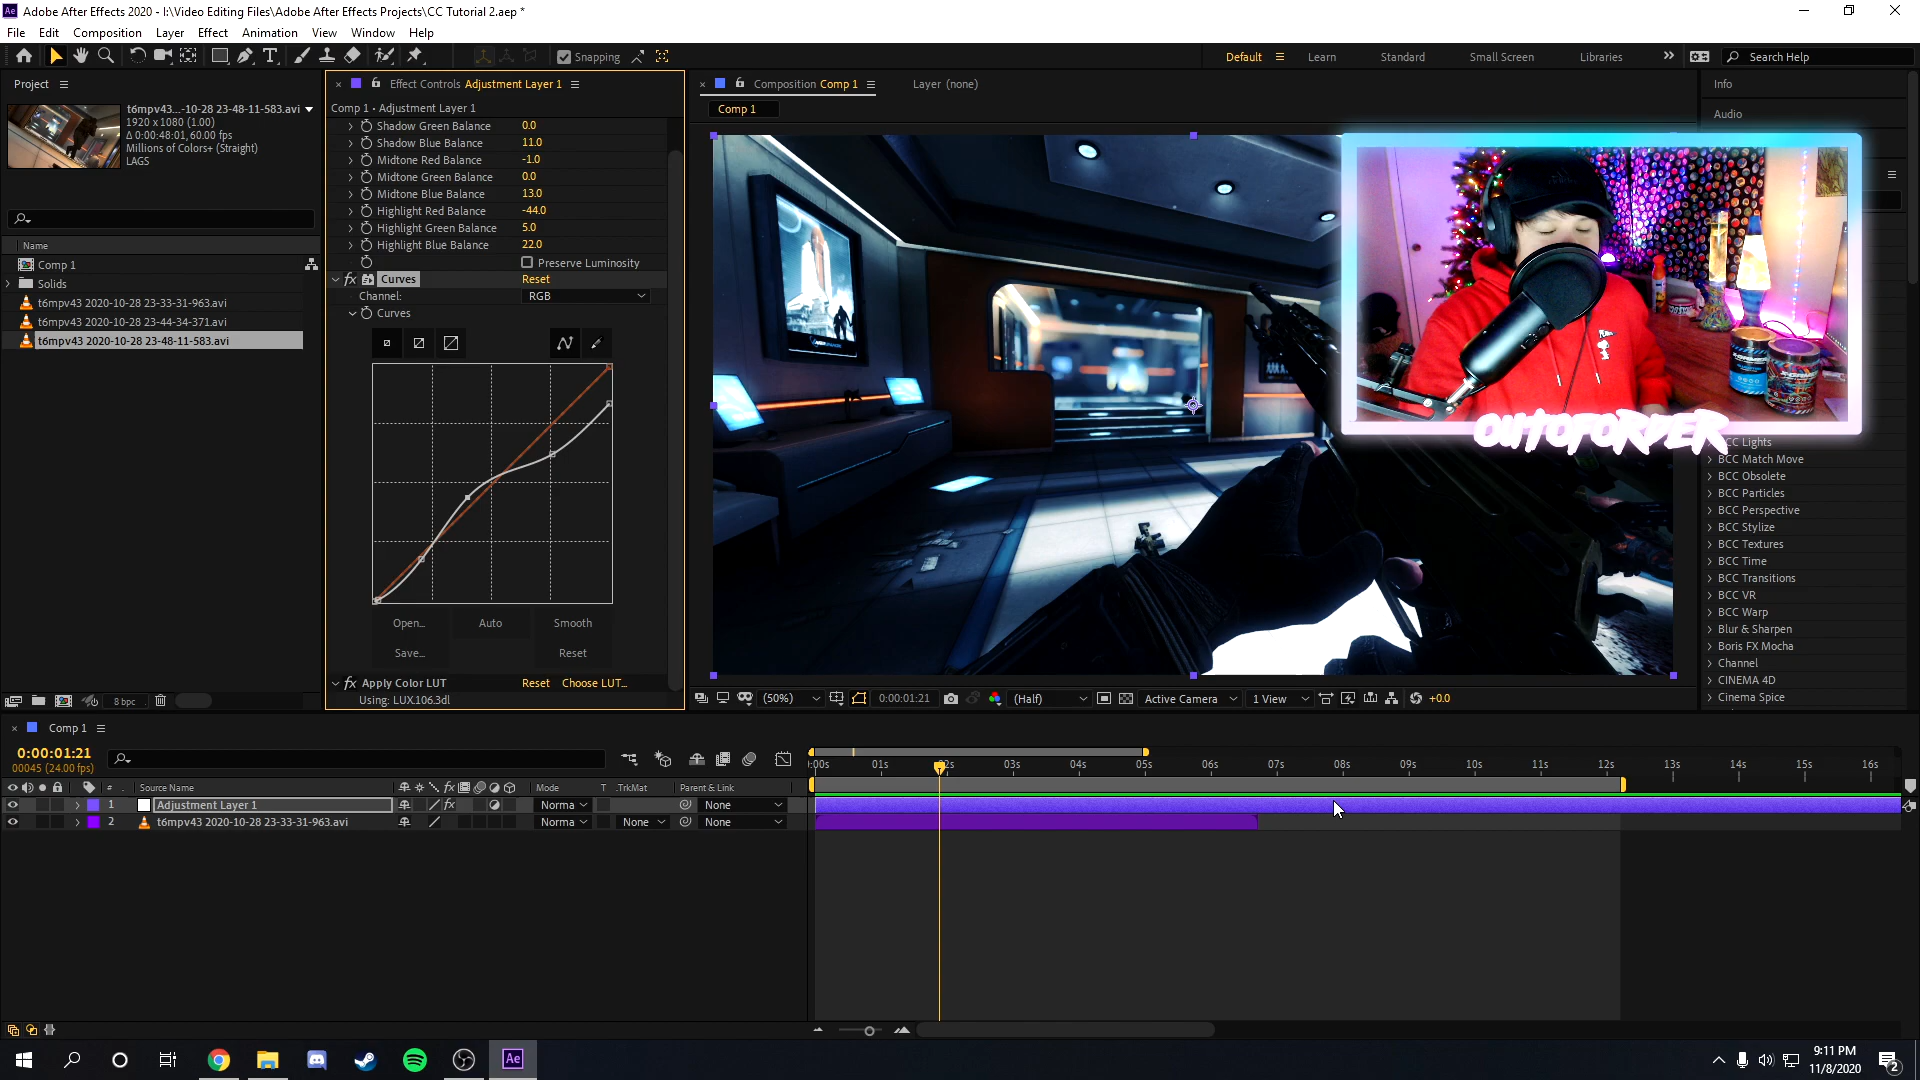 Adobe After Effects 2020 - I:\Video Editing Files\Adobe After Effects Projects\CC Tutorial 2.aep *
File Edit Composition Layer Effect Animation View Window Help
Snapping
Default Learn Standard Small Screen Libraries Search Help
Project
t6mpv43...-10-28 23-48-11-583.avi
1920 x 1080 (1.00)
Δ 0:00:48:01, 60.00 fps
Millions of Colors+ (Straight)
LAGS
Name
Comp 1
Solids
t6mpv43 2020-10-28 23-33-31-963.avi
t6mpv43 2020-10-28 23-44-34-371.avi
t6mpv43 2020-10-28 23-48-11-583.avi
8 bpc
Effect Controls Adjustment Layer 1
Comp 1 • Adjustment Layer 1
Shadow Green Balance 0.0
Shadow Blue Balance 11.0
Midtone Red Balance -1.0
Midtone Green Balance 0.0
Midtone Blue Balance 13.0
Highlight Red Balance -44.0
Highlight Green Balance 5.0
Highlight Blue Balance 22.0
Preserve Luminosity
fx Curves Reset
Channel: RGB
Curves
Open... Auto Smooth
Save... Reset
fx Apply Color LUT Reset Choose LUT...
Using: LUX.106.3dl
Composition Comp 1
Layer (none)
Comp 1
OUTOFORDER
(50%) 0:00:01:21 (Half) Active Camera 1 View +0.0
Info
Audio
BCC Lights
BCC Match Move
BCC Obsolete
BCC Particles
BCC Perspective
BCC Stylize
BCC Textures
BCC Time
BCC Transitions
BCC VR
BCC Warp
Blur & Sharpen
Boris FX Mocha
Channel
CINEMA 4D
Cinema Spice
Comp 1
0:00:01:21
00045 (24.00 fps)
:00s 01s 02s 03s 04s 05s 06s 07s 08s 09s 10s 11s 12s 13s 14s 15s 16s
# Source Name fx Mode T .TrkMat Parent & Link
1 Adjustment Layer 1 fx Norma None
2 t6mpv43 2020-10-28 23-33-31-963.avi Norma None None
Ae
9:11 PM
11/8/2020
2